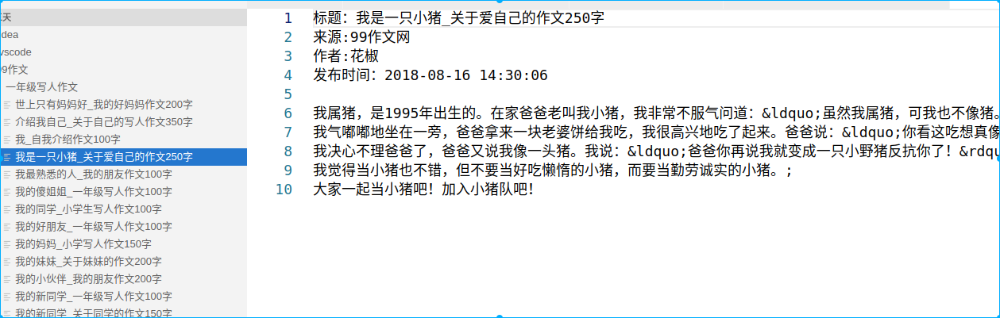 天
dea
vscode
9作文
一年级写人作文
世上只有妈妈好_我的好妈妈作文200字
介绍我自己_关于自己的写人作文350字
我_自我介绍作文100字
我是一只小猪_关于爱自己的作文250字
我最熟悉的人_我的朋友作文100字
我的傻姐姐_一年级写人作文100字
我的同学_小学生写人作文100字
我的好朋友_一年级写人作文100字
我的妈妈_小学写人作文150字
我的妹妹_关于妹妹的作文200字
我的小伙伴_我的朋友作文200字
我的新同学_一年级写人作文100字
我的新同学_关于同学的作文150字
1 标题：我是一只小猪_关于爱自己的作文250字
2 来源:99作文网
3 作者:花椒
4 发布时间：2018-08-16 14:30:06
5
6 我属猪，是1995年出生的。在家爸爸老叫我小猪，我非常不服气问道：&ldquo;虽然我属猪，可我也不像猪。
7 我气嘟嘟地坐在一旁，爸爸拿来一块老婆饼给我吃，我很高兴地吃了起来。爸爸说：&ldquo;你看这吃想真像
8 我决心不理爸爸了，爸爸又说我像一头猪。我说：&ldquo;爸爸你再说我就变成一只小野猪反抗你了！&rdqu
9 我觉得当小猪也不错，但不要当好吃懒惰的小猪，而要当勤劳诚实的小猪。;
10 大家一起当小猪吧！加入小猪队吧！